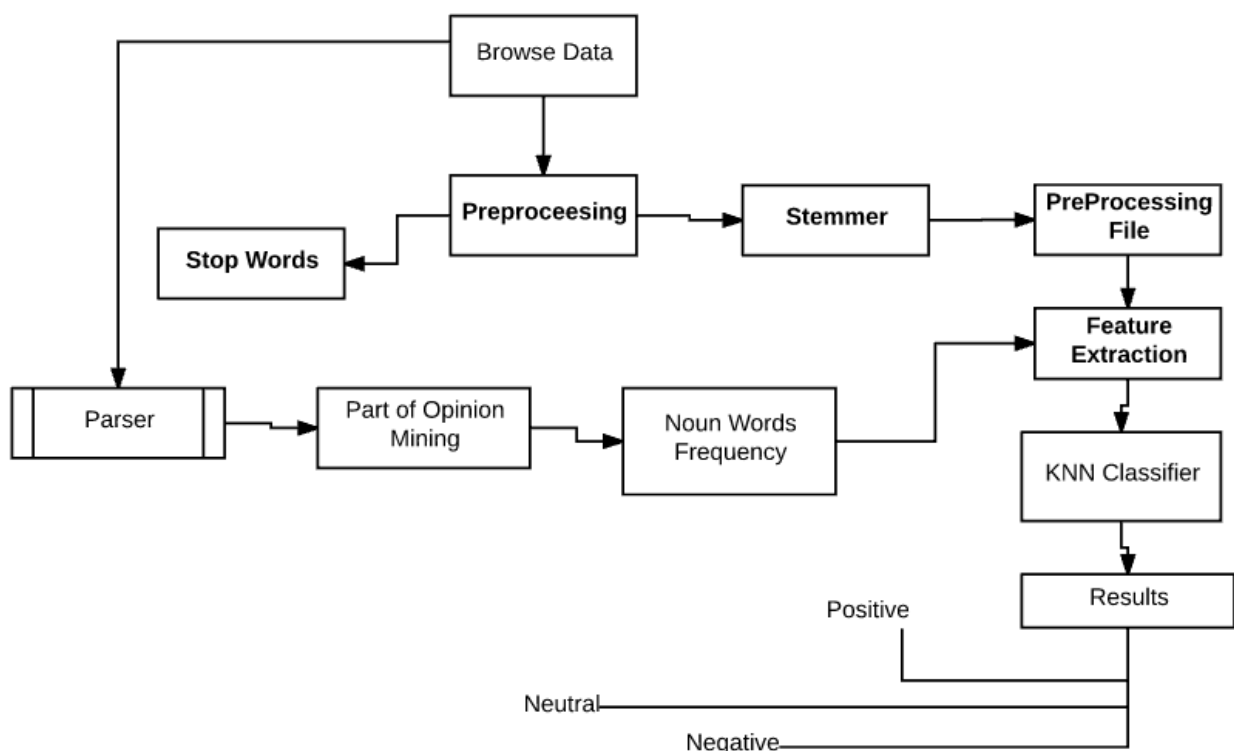 Browse Data
Preproceesing
Stemmer
PreProcessing
File
Stop Words
Feature
Extraction
Parser
Part of Opinion
Mining
Noun Words
Frequency
KNN Classifier
Results
Positive
Neutral
Negative